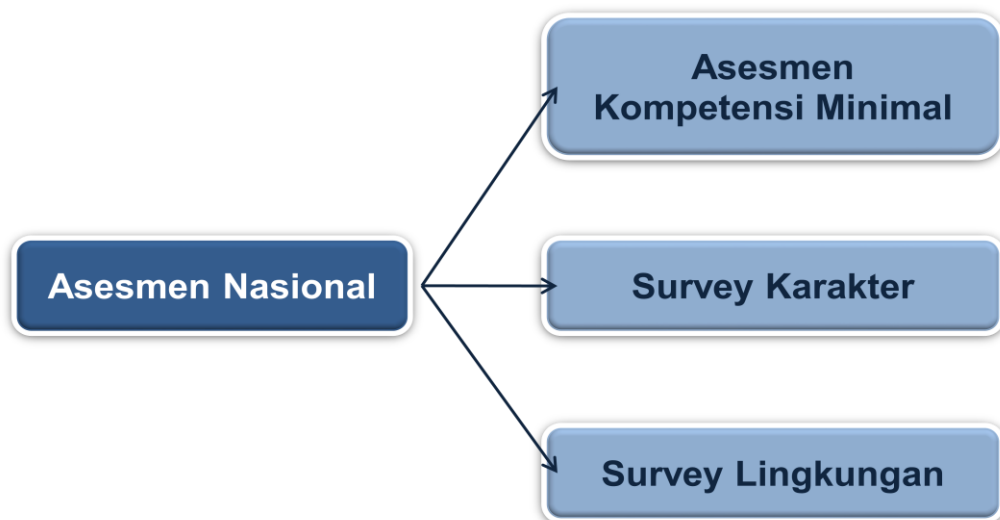 Asesmen
Kompetensi Minimal
Asesmen Nasional
Survey Karakter
Survey Lingkungan